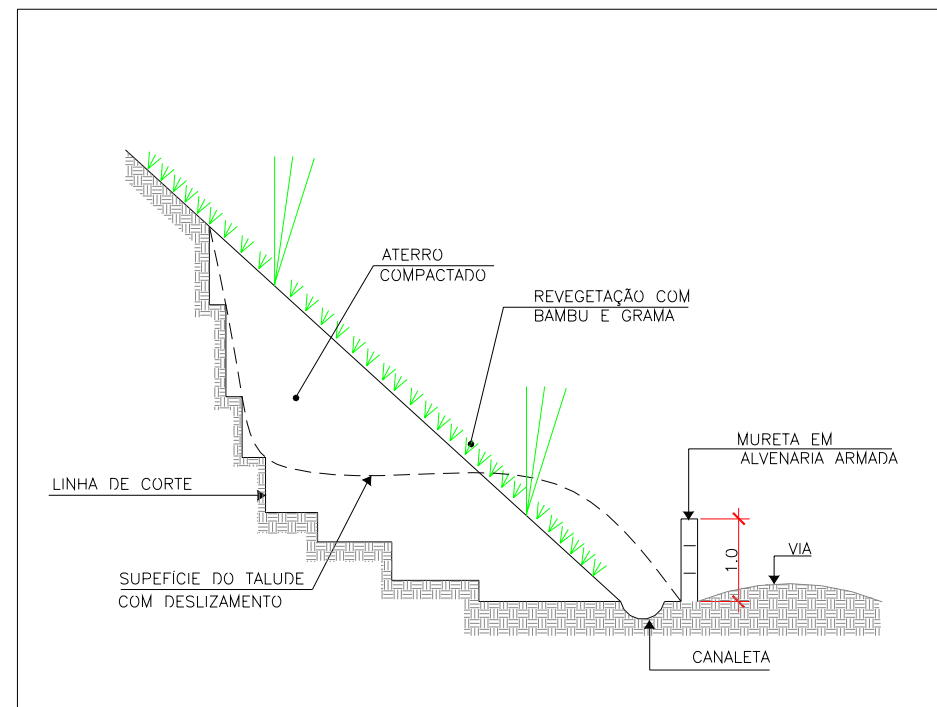 ATERRO
COMPACTADO
REVEGETAÇÃO COM
BAMBU E GRAMA
MURETA EM
ALVENARIA ARMADA
LINHA DE CORTE
1.0
VIA
SUPEFÍCIE DO TALUDE
COM DESLIZAMENTO
CANALETA